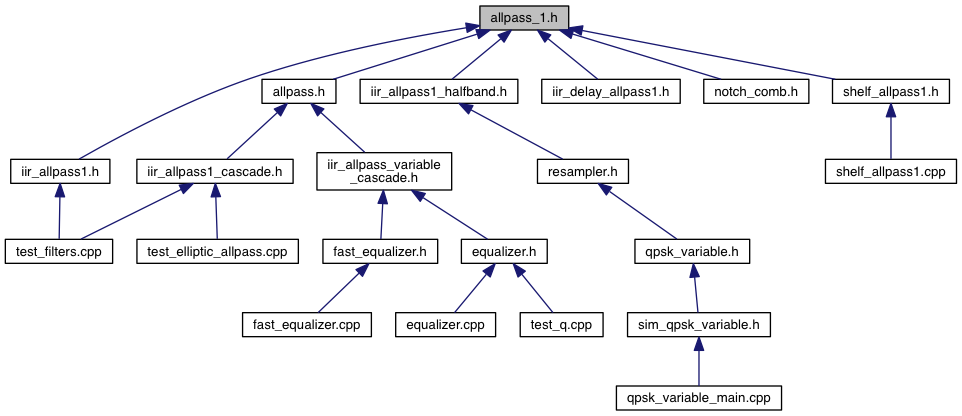 allpass_1.h
allpass.h
iir_allpass1_halfband.h
iir_delay_allpass1.h
notch_comb.h
shelf_allpass1.h
iir_allpass1.h
iir_allpass1_cascade.h
iir_allpass_variable
_cascade.h
resampler.h
shelf_allpass1.cpp
test_filters.cpp
test_elliptic_allpass.cpp
fast_equalizer.h
equalizer.h
qpsk_variable.h
fast_equalizer.cpp
equalizer.cpp
test_q.cpp
sim_qpsk_variable.h
qpsk_variable_main.cpp